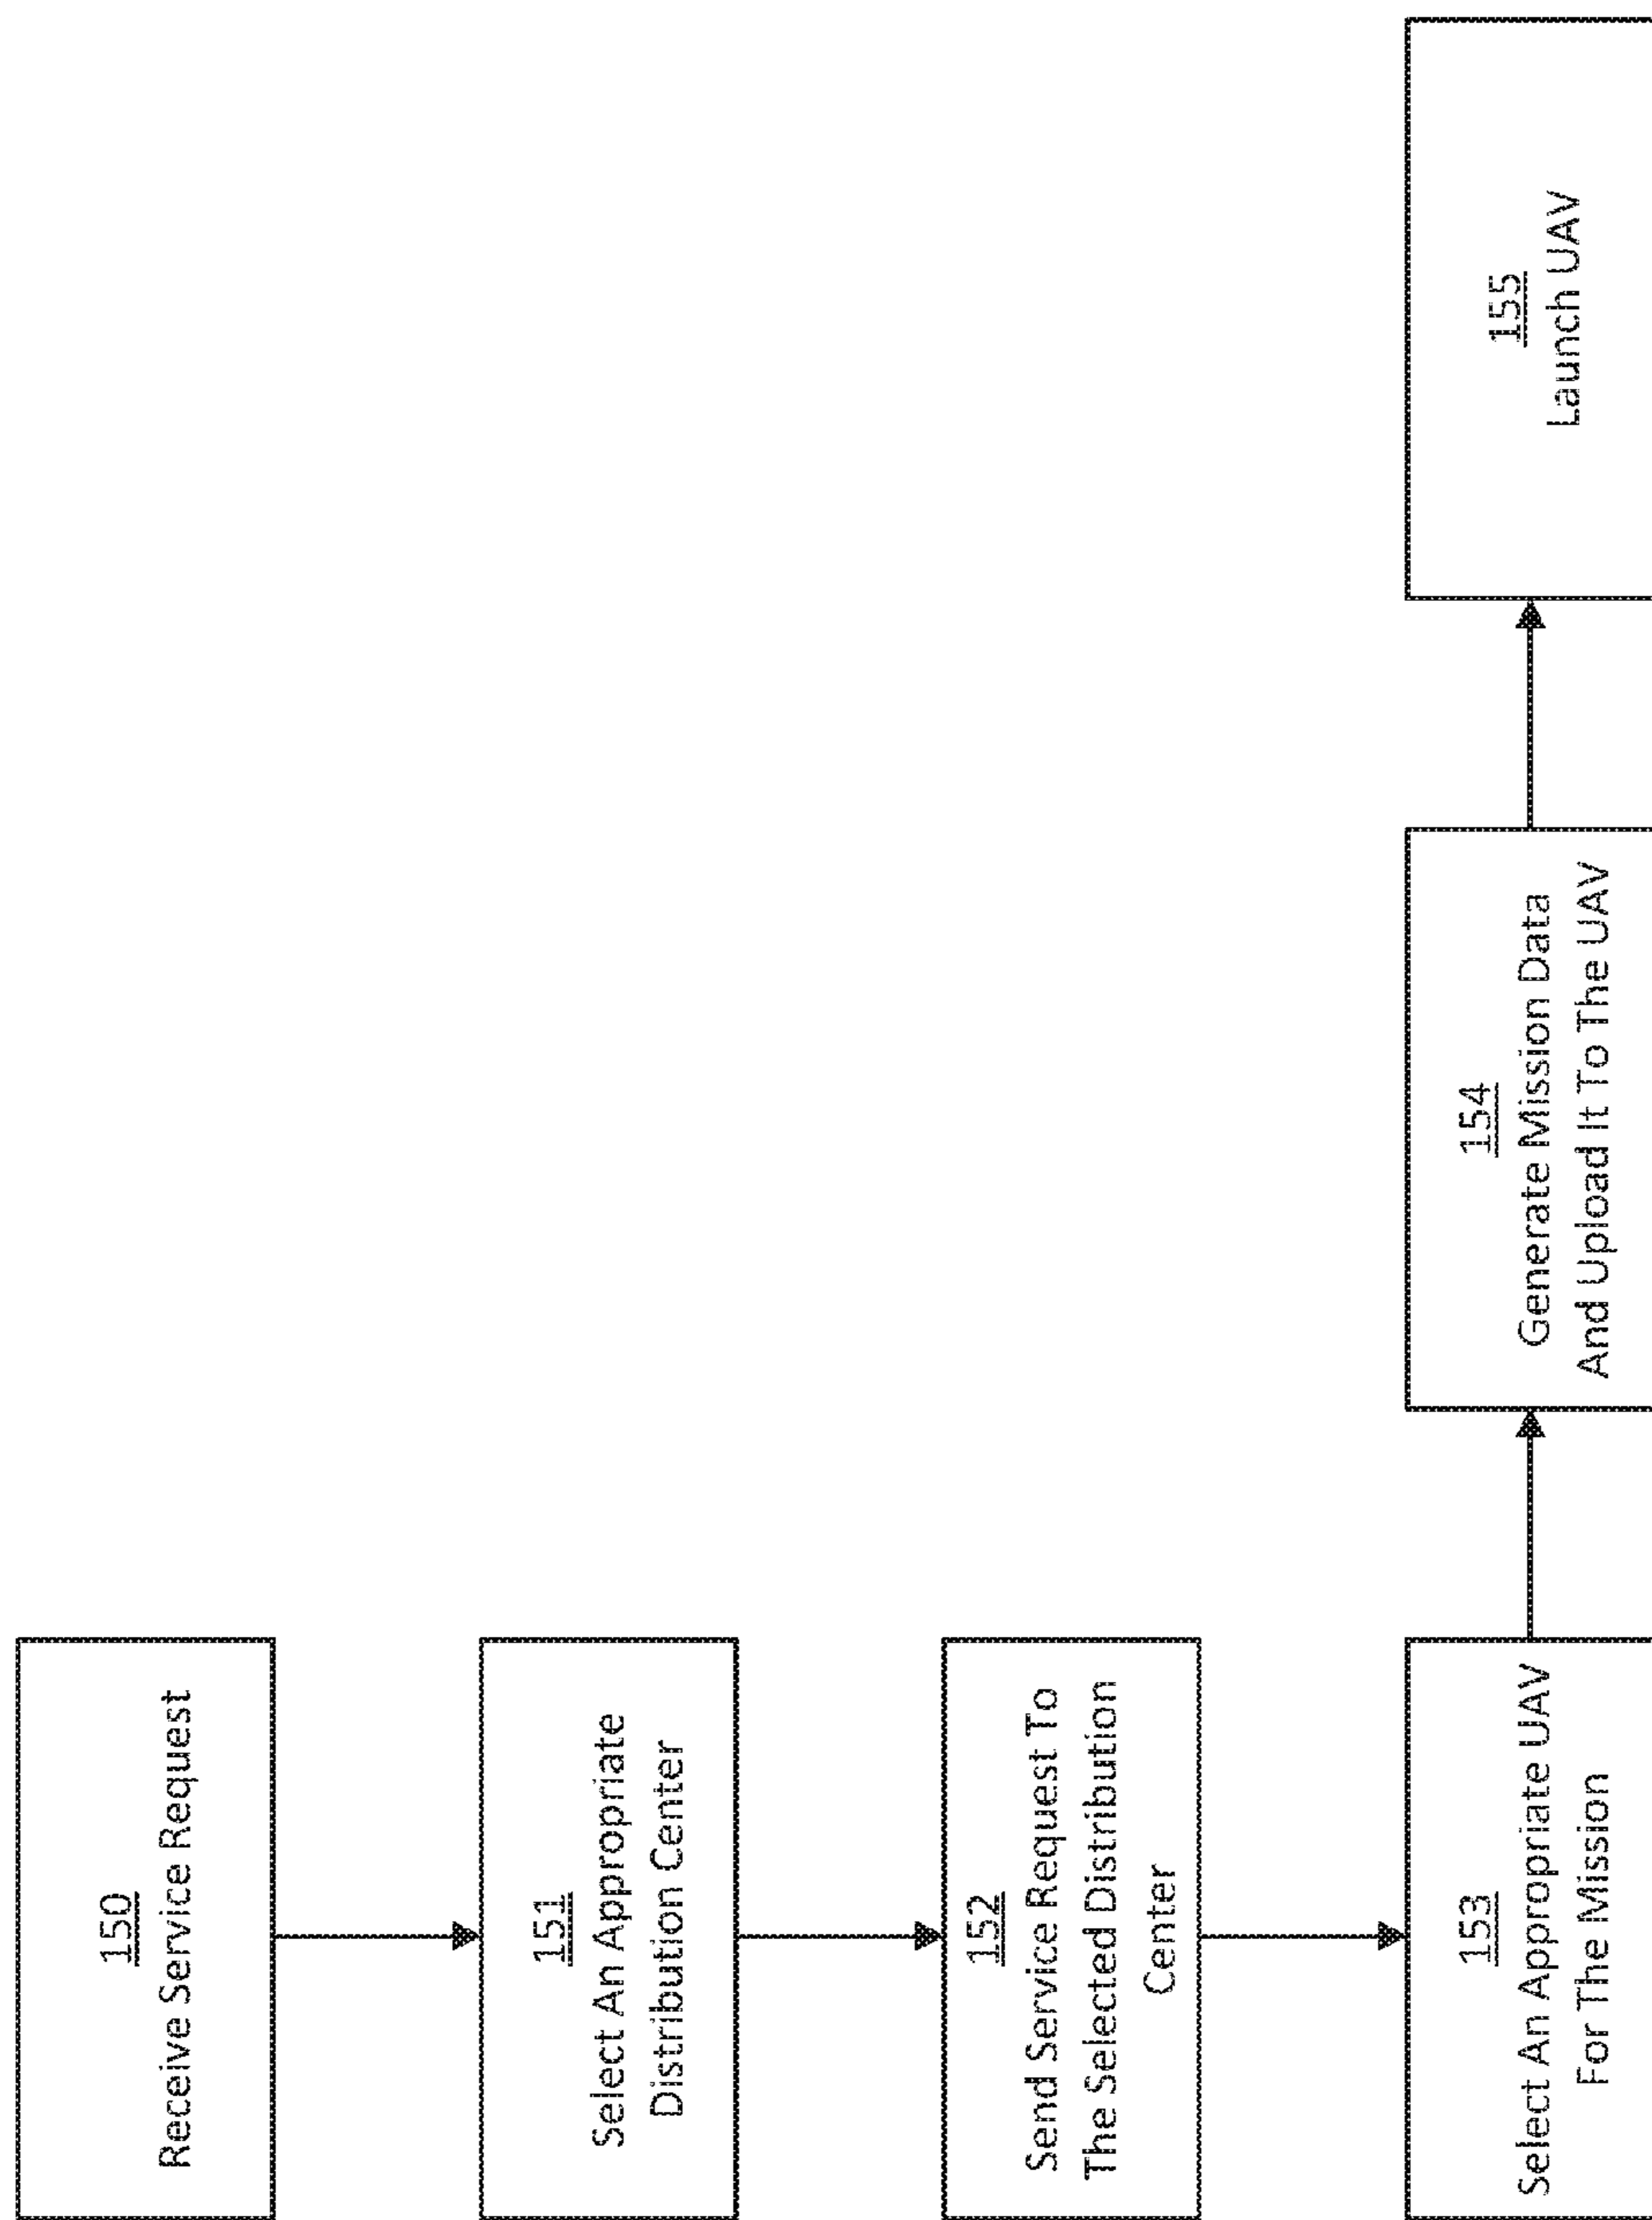 150
Receive Service Request
151
Select An Appropriate
Distribution Center
152
Send Service Request To
The Selected Distribution
Center
153
Select An Appropriate UAV
For The Mission
154
Generate Mission Data
And Upload It To The UAV
155
Launch UAV